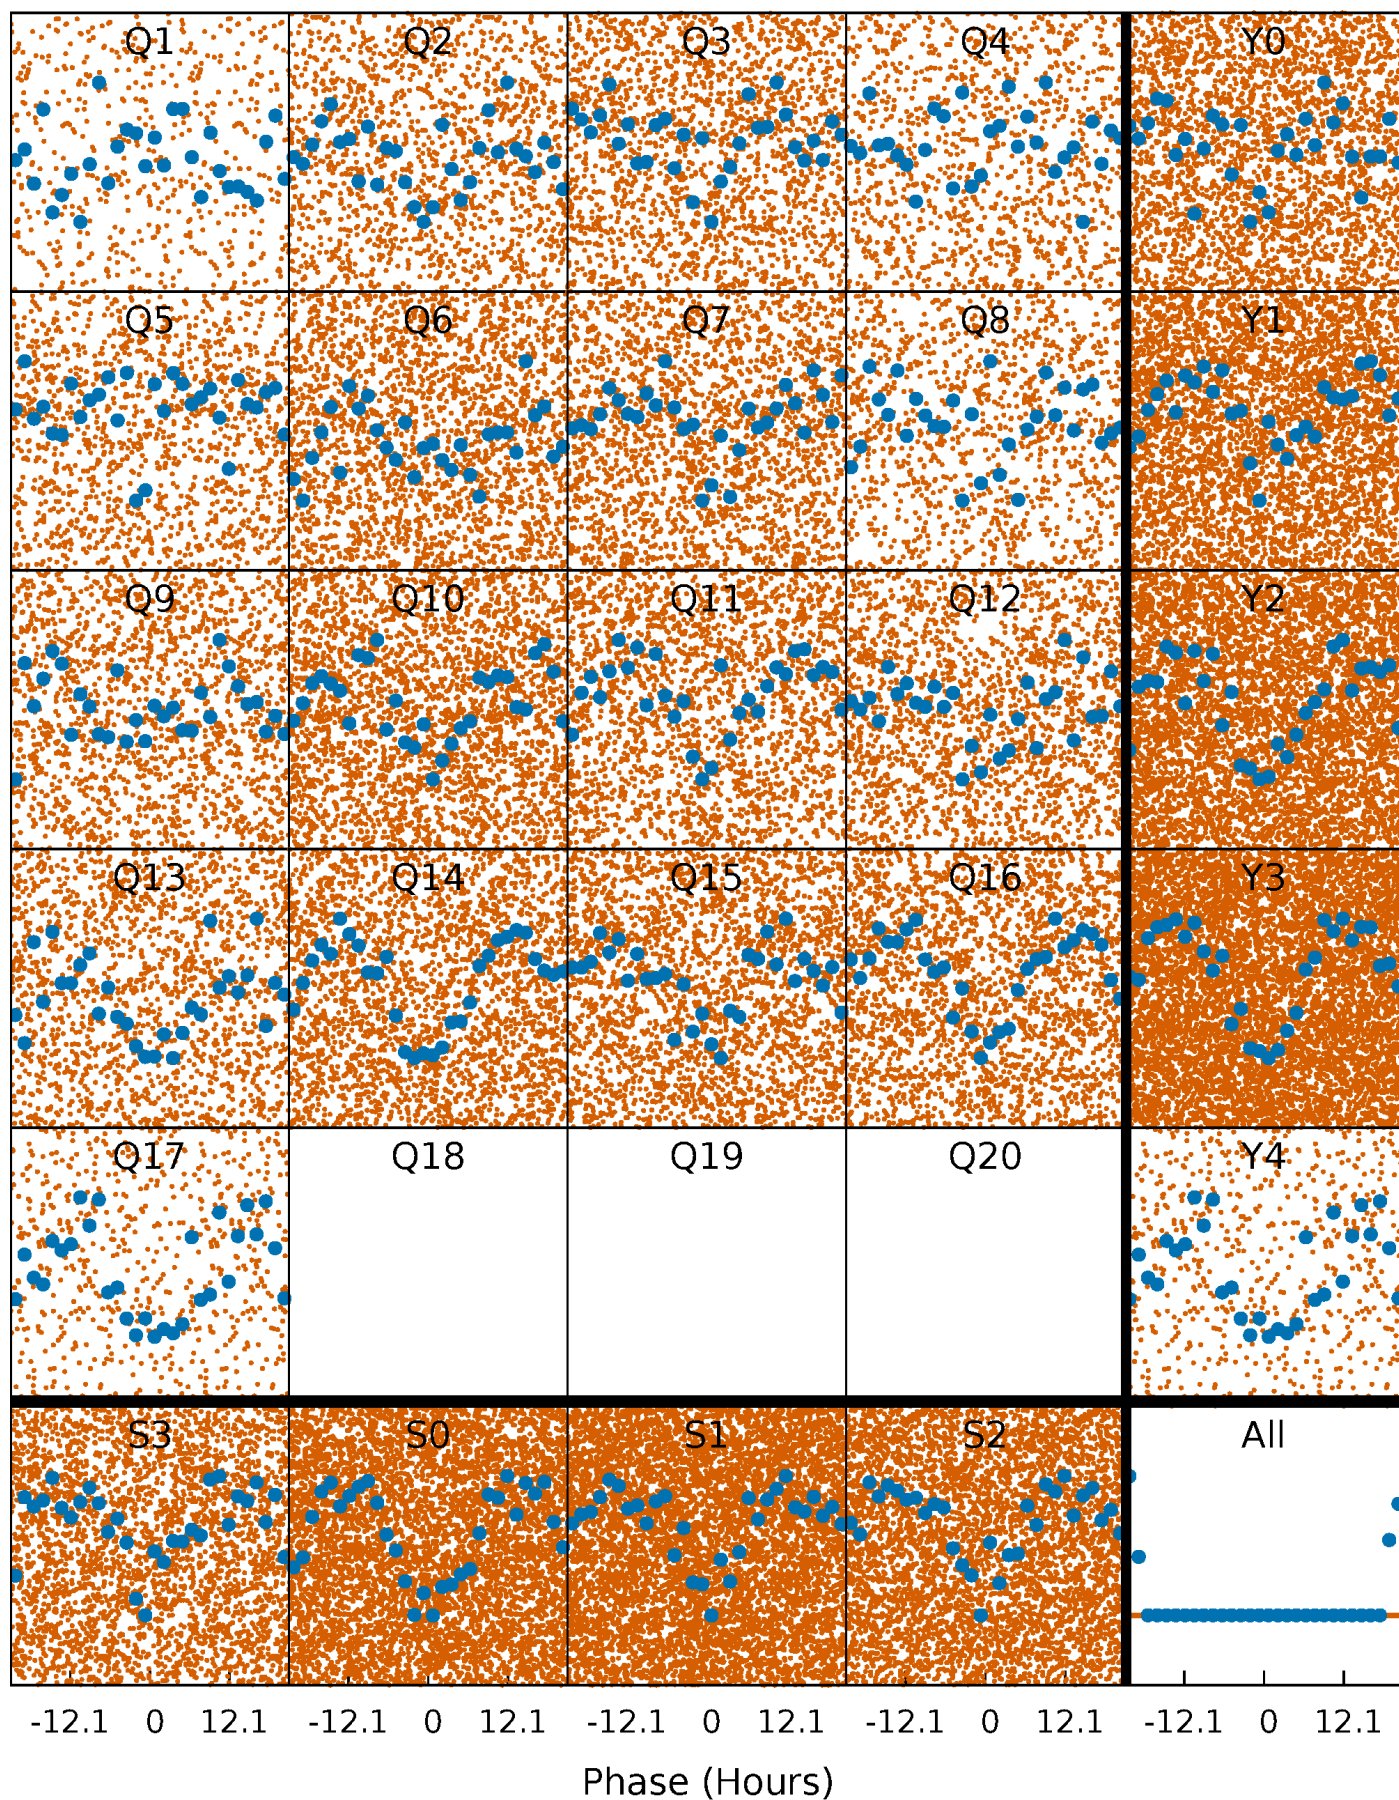 Q1 Q2 Q3 Q4 Y0
Q5 Q6 Q7 Q8 Y1
Q9 Q10 Q11 Q12 Y2
Q13 Q14 Q15 Q16 Y3
Q17 Q18 Q19 Q20 Y4
S3 S0 S1 S2 All
-12.1 0 12.1 -12.1 0 12.1 -12.1 0 12.1 -12.1 0 12.1 -12.1 0 12.1
Phase (Hours)